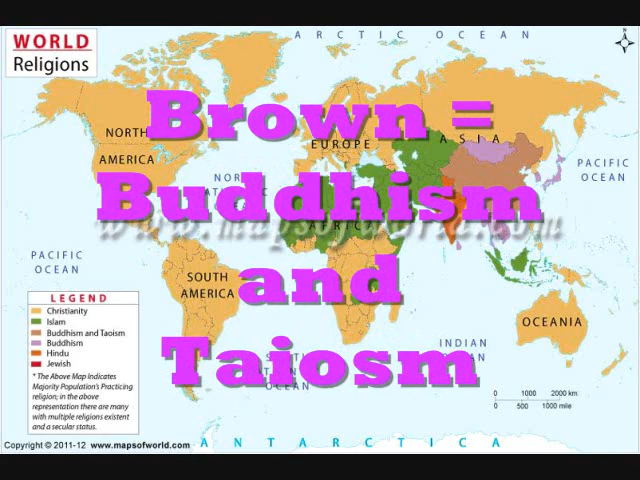 WORLD
Religions
ARCTIC OCEAN
Brown =
NORTH
AMERICA
EUROPE
ASIA
PACIFIC
OCEAN
Buddhism
www.mapsofworld.com
PACIFIC
OCEAN
and
SOUTH
AMERICA
LEGEND
Christianity
Islam
Buddhism and Taoism
Buddhism
Hindu
Jewish
* The Above Map Indicates
Majority Population's Practicing
religion; in the above
representation there are many
with multiple religions existent
and a secular status.
OCEANIA
INDIAN
Taiosm
OCEAN
0 1000 2000 km
0 500 1000 mile
Copyright © 2011-12 www.mapsofworld.com
ANTARCTICA